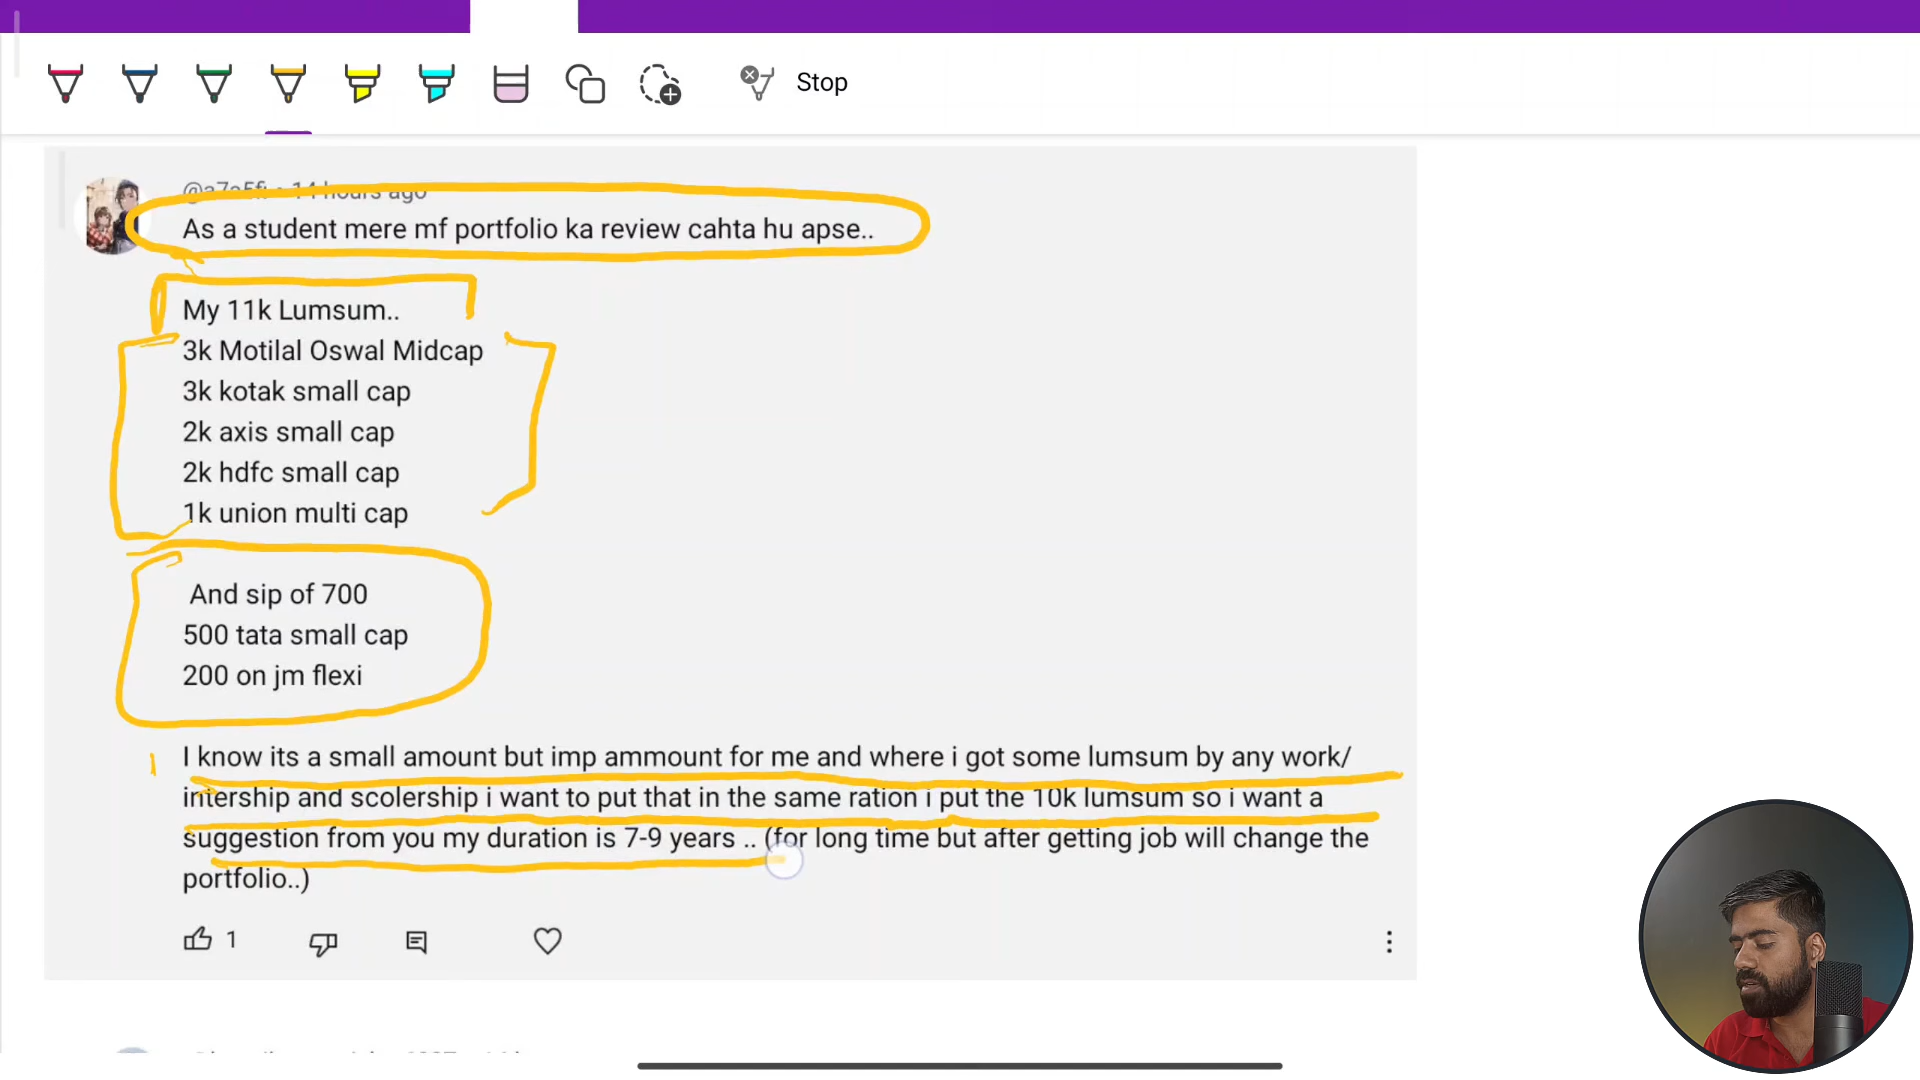 Stop
14 hours ago
As a student mere mf portfolio ka review cahta hu apse..
My 11k Lumsum..
3k Motilal Oswal Midcap
3k kotak small cap
2k axis small cap
2k hdfc small cap
1k union multi cap
And sip of 700
500 tata small cap
200 on jm flexi
I know its a small amount but imp ammount for me and where i got some lumsum by any work/
intership and scolership i want to put that in the same ration i put the 10k lumsum so i want a
suggestion from you my duration is 7-9 years .. (for long time but after getting job will change the
portfolio..)
1